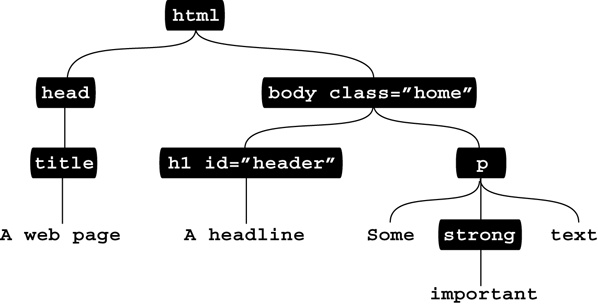 html
head
body class=”home”
title
h1 id=”header”
p
A web page
A headline
Some
strong
text
important